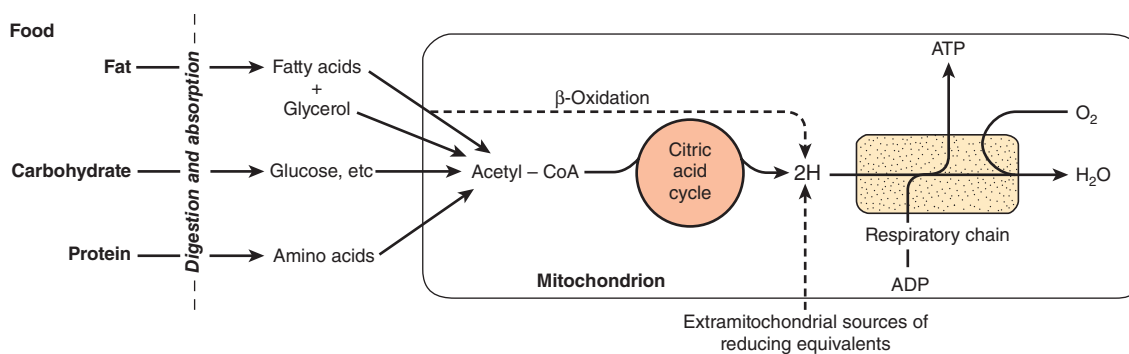 Food
Fat
Digestion and absorption
Fatty acids
+
Glycerol
Carbohydrate
Glucose, etc
Protein
Amino acids
β-Oxidation
Acetyl – CoA
Citric
acid
cycle
2H
ATP
O₂
H₂O
Respiratory chain
ADP
Mitochondrion
Extramitochondrial sources of
reducing equivalents